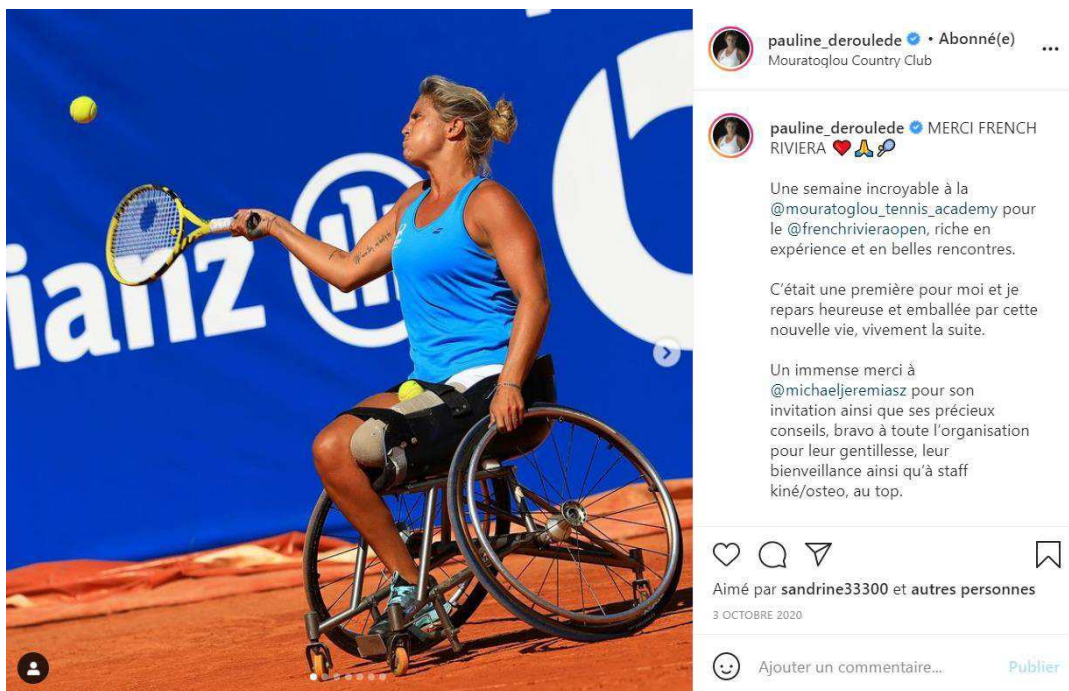 ianz
pauline_deroulede • Abonné(e)
Mouratoglou Country Club
pauline_deroulede MERCI FRENCH
RIVIERA ❤️🙏🎾
Une semaine incroyable à la
@mouratoglou_tennis_academy pour
le @frenchrivieraopen, riche en
expérience et en belles rencontres.
C'était une première pour moi et je
repars heureuse et emballée par cette
nouvelle vie, vivement la suite.
Un immense merci à
@michaeljeremiasz pour son
invitation ainsi que ses précieux
conseils, bravo à toute l'organisation
pour leur gentillesse, leur
bienveillance ainsi qu'à staff
kiné/osteo, au top.
Aimé par sandrine33300 et autres personnes
3 OCTOBRE 2020
Ajouter un commentaire...
Publier